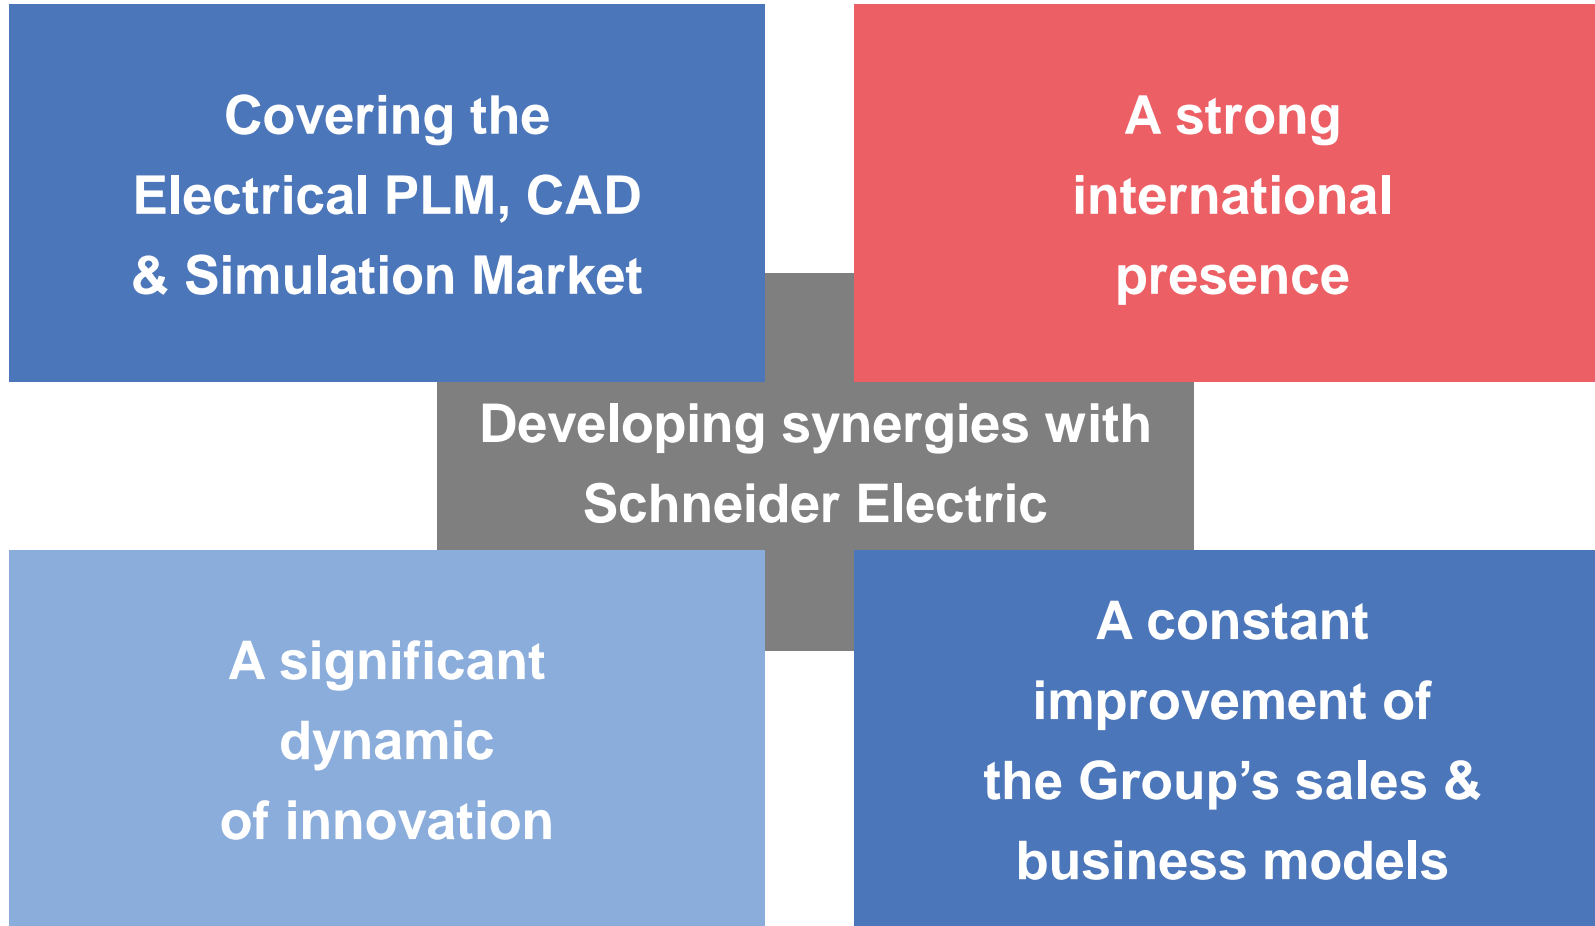 Covering the
Electrical PLM, CAD
& Simulation Market
A strong
international
presence
Developing synergies with
Schneider Electric
A significant
dynamic
of innovation
A constant
improvement of
the Group’s sales &
business models